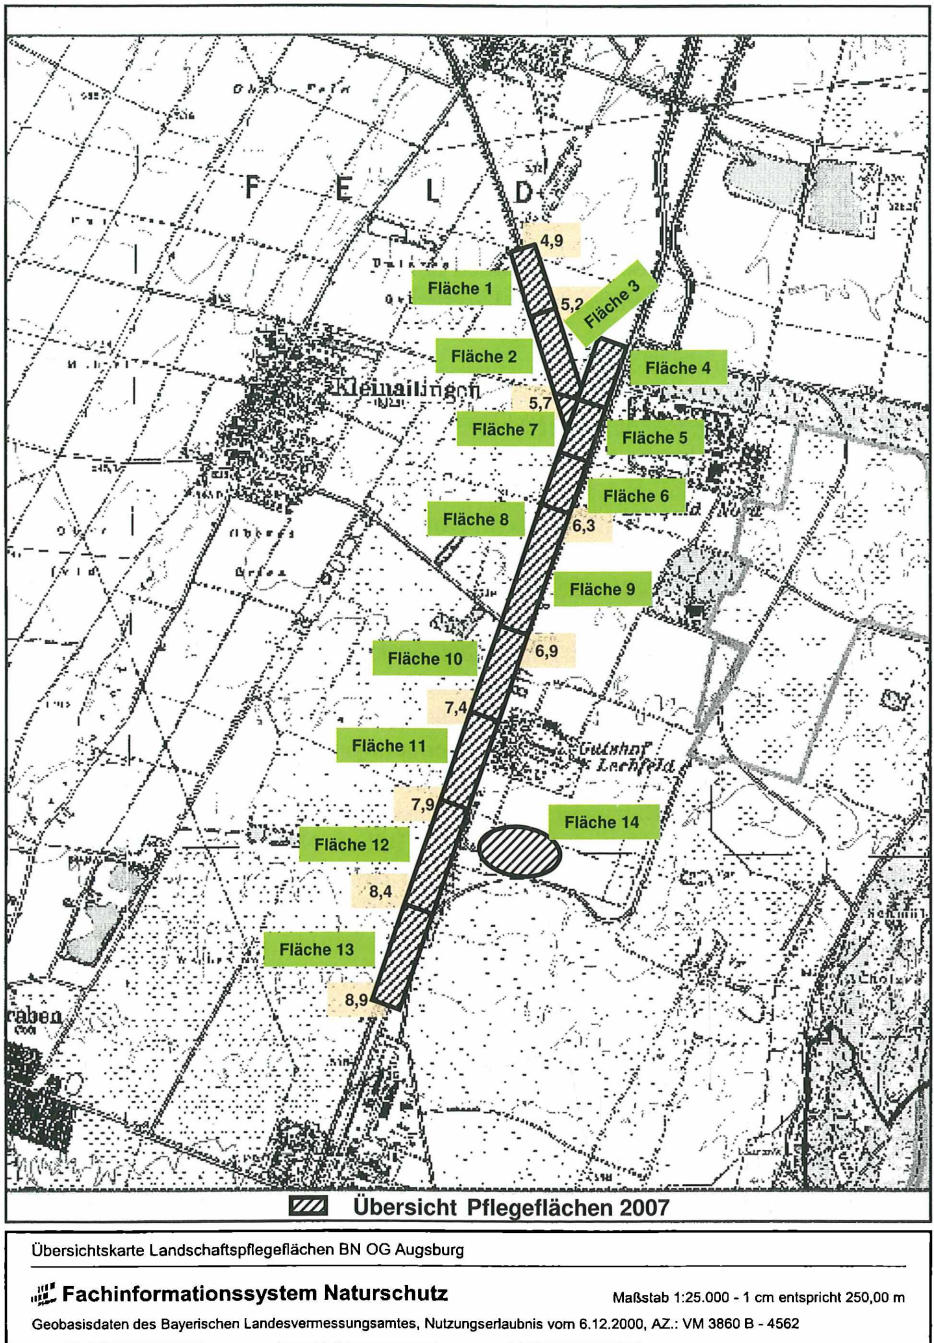 F E L D
4,9
Fläche 1
5,2
Fläche 3
Fläche 2
Fläche 4
Kleinaitingen
5,7
Fläche 7
Fläche 5
Fläche 6
Fläche 8
6,3
Fläche 9
6,9
Fläche 10
7,4
Fläche 11
Gutshof
Lechfeld
7,9
Fläche 14
Fläche 12
8,4
Fläche 13
8,9
raben
Übersicht Pflegeflächen 2007
Übersichtskarte Landschaftspflegeflächen BN OG Augsburg
Fachinformationssystem Naturschutz
Maßstab 1:25.000 - 1 cm entspricht 250,00 m
Geobasisdaten des Bayerischen Landesvermessungsamtes, Nutzungserlaubnis vom 6.12.2000, AZ.: VM 3860 B - 4562